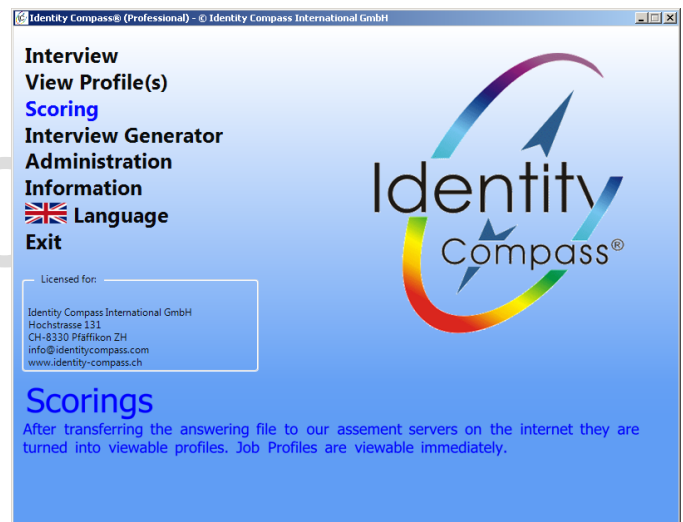 Identity Compass® (Professional) - © Identity Compass International GmbH
Interview
View Profile(s)
Scoring
Interview Generator
Administration
Information
Language
Exit
Identity
Compass®
Licensed for:
Identity Compass International GmbH
Hochstrasse 131
CH-8330 Pfäffikon ZH
info@identitycompass.com
www.identity-compass.ch
Scorings
After transferring the answering file to our assement servers on the internet they are
turned into viewable profiles. Job Profiles are viewable immediately.